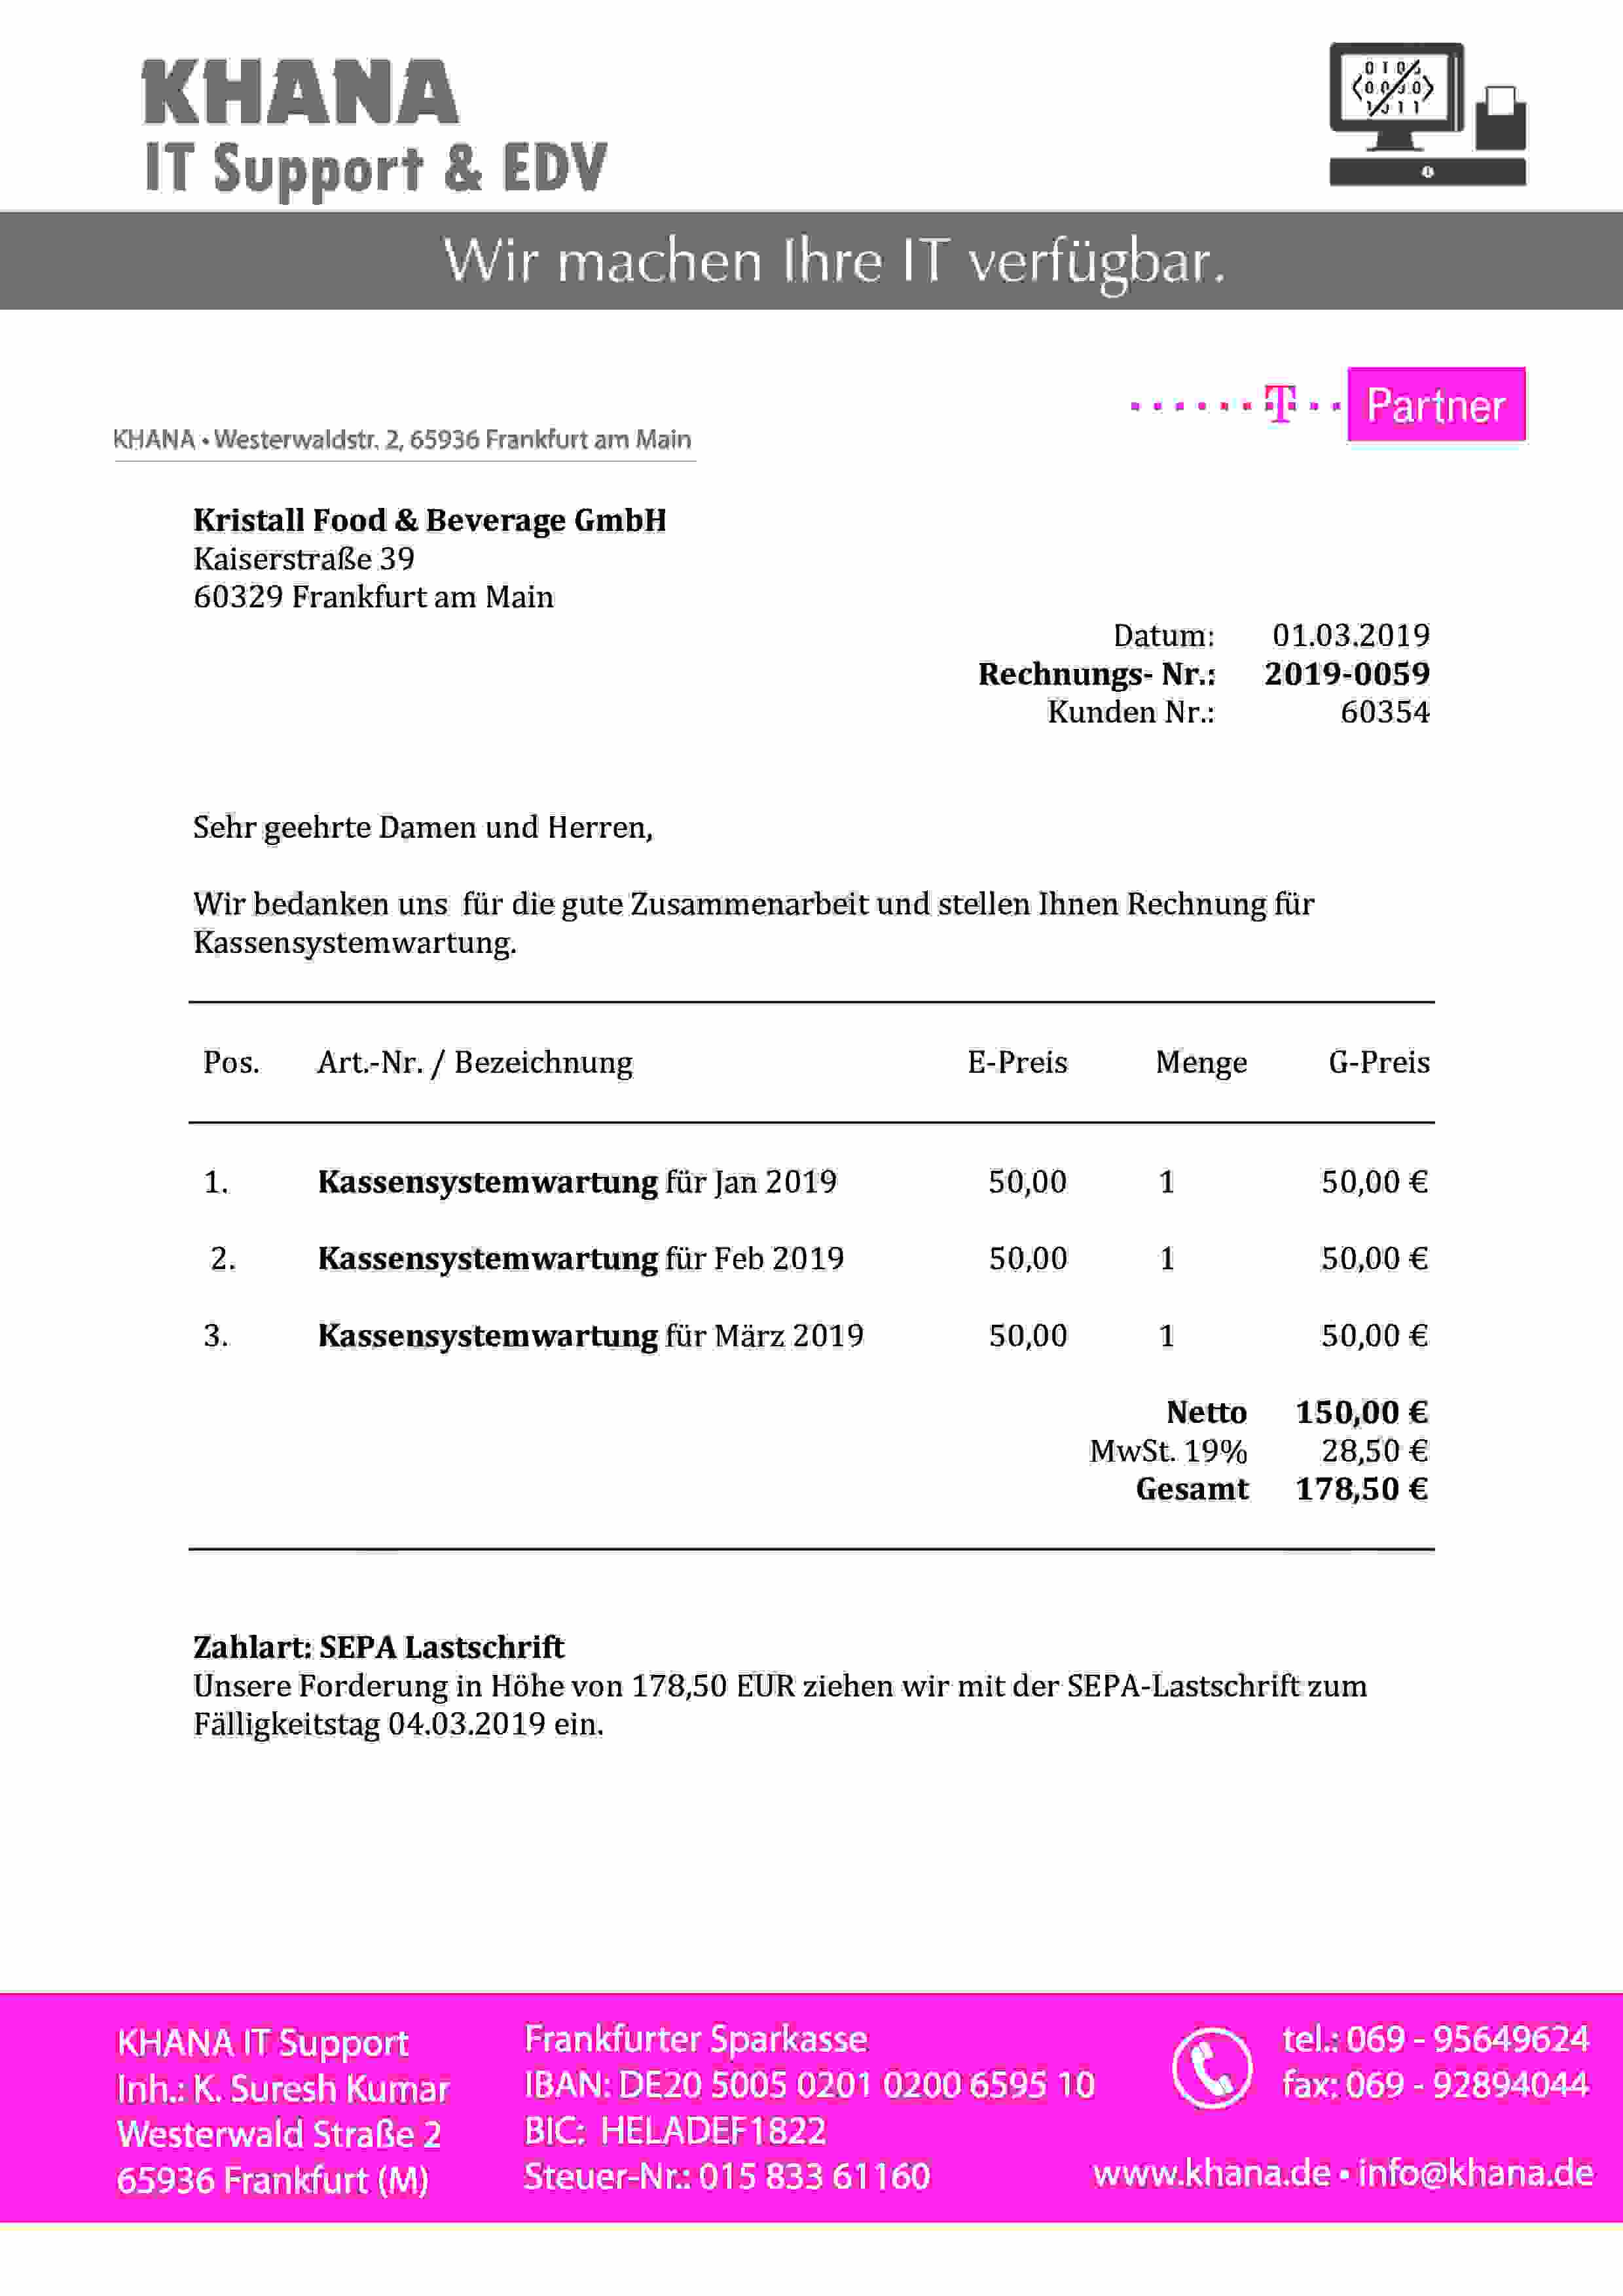 KHANA
IT Support & EDV
Wir machen Ihre IT verfügbar.
T Partner
KHANA • Westerwaldstr. 2, 65936 Frankfurt am Main
Kristall Food & Beverage GmbH
Kaiserstraße 39
60329 Frankfurt am Main
Datum: 01.03.2019
Rechnungs- Nr.: 2019-0059
Kunden Nr.: 60354
Sehr geehrte Damen und Herren,
Wir bedanken uns für die gute Zusammenarbeit und stellen Ihnen Rechnung für
Kassensystemwartung.
Pos. Art.-Nr. / Bezeichnung E-Preis Menge G-Preis
1. Kassensystemwartung für Jan 2019 50,00 1 50,00 €
2. Kassensystemwartung für Feb 2019 50,00 1 50,00 €
3. Kassensystemwartung für März 2019 50,00 1 50,00 €
Netto 150,00 €
MwSt. 19% 28,50 €
Gesamt 178,50 €
Zahlart: SEPA Lastschrift
Unsere Forderung in Höhe von 178,50 EUR ziehen wir mit der SEPA-Lastschrift zum
Fälligkeitstag 04.03.2019 ein.
KHANA IT Support
Inh.: K. Suresh Kumar
Westerwald Straße 2
65936 Frankfurt (M)
Frankfurter Sparkasse
IBAN: DE20 5005 0201 0200 6595 10
BIC: HELADEF1822
Steuer-Nr.: 015 833 61160
tel.: 069 - 95649624
fax: 069 - 92894044
www.khana.de • info@khana.de